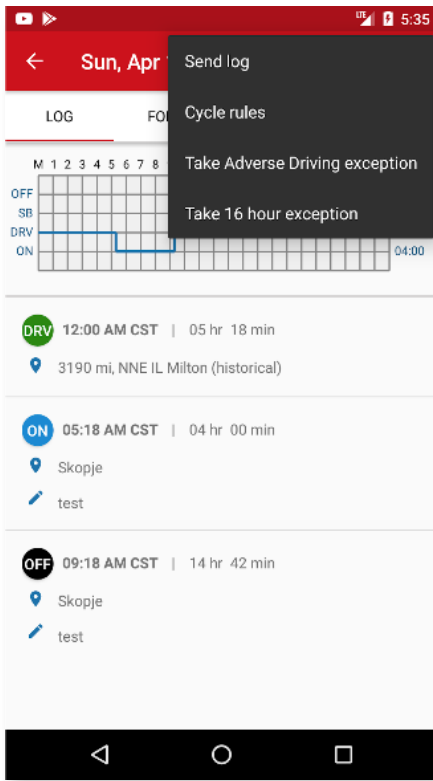 LTE 5:35
Sun, Apr
Send log
Cycle rules
Take Adverse Driving exception
Take 16 hour exception
LOG
FO
M 1 2 3 4 5 6 7 8
OFF
SB
DRV
ON
04:00
DRV 12:00 AM CST | 05 hr 18 min
3190 mi, NNE IL Milton (historical)
ON 05:18 AM CST | 04 hr 00 min
Skopje
test
OFF 09:18 AM CST | 14 hr 42 min
Skopje
test